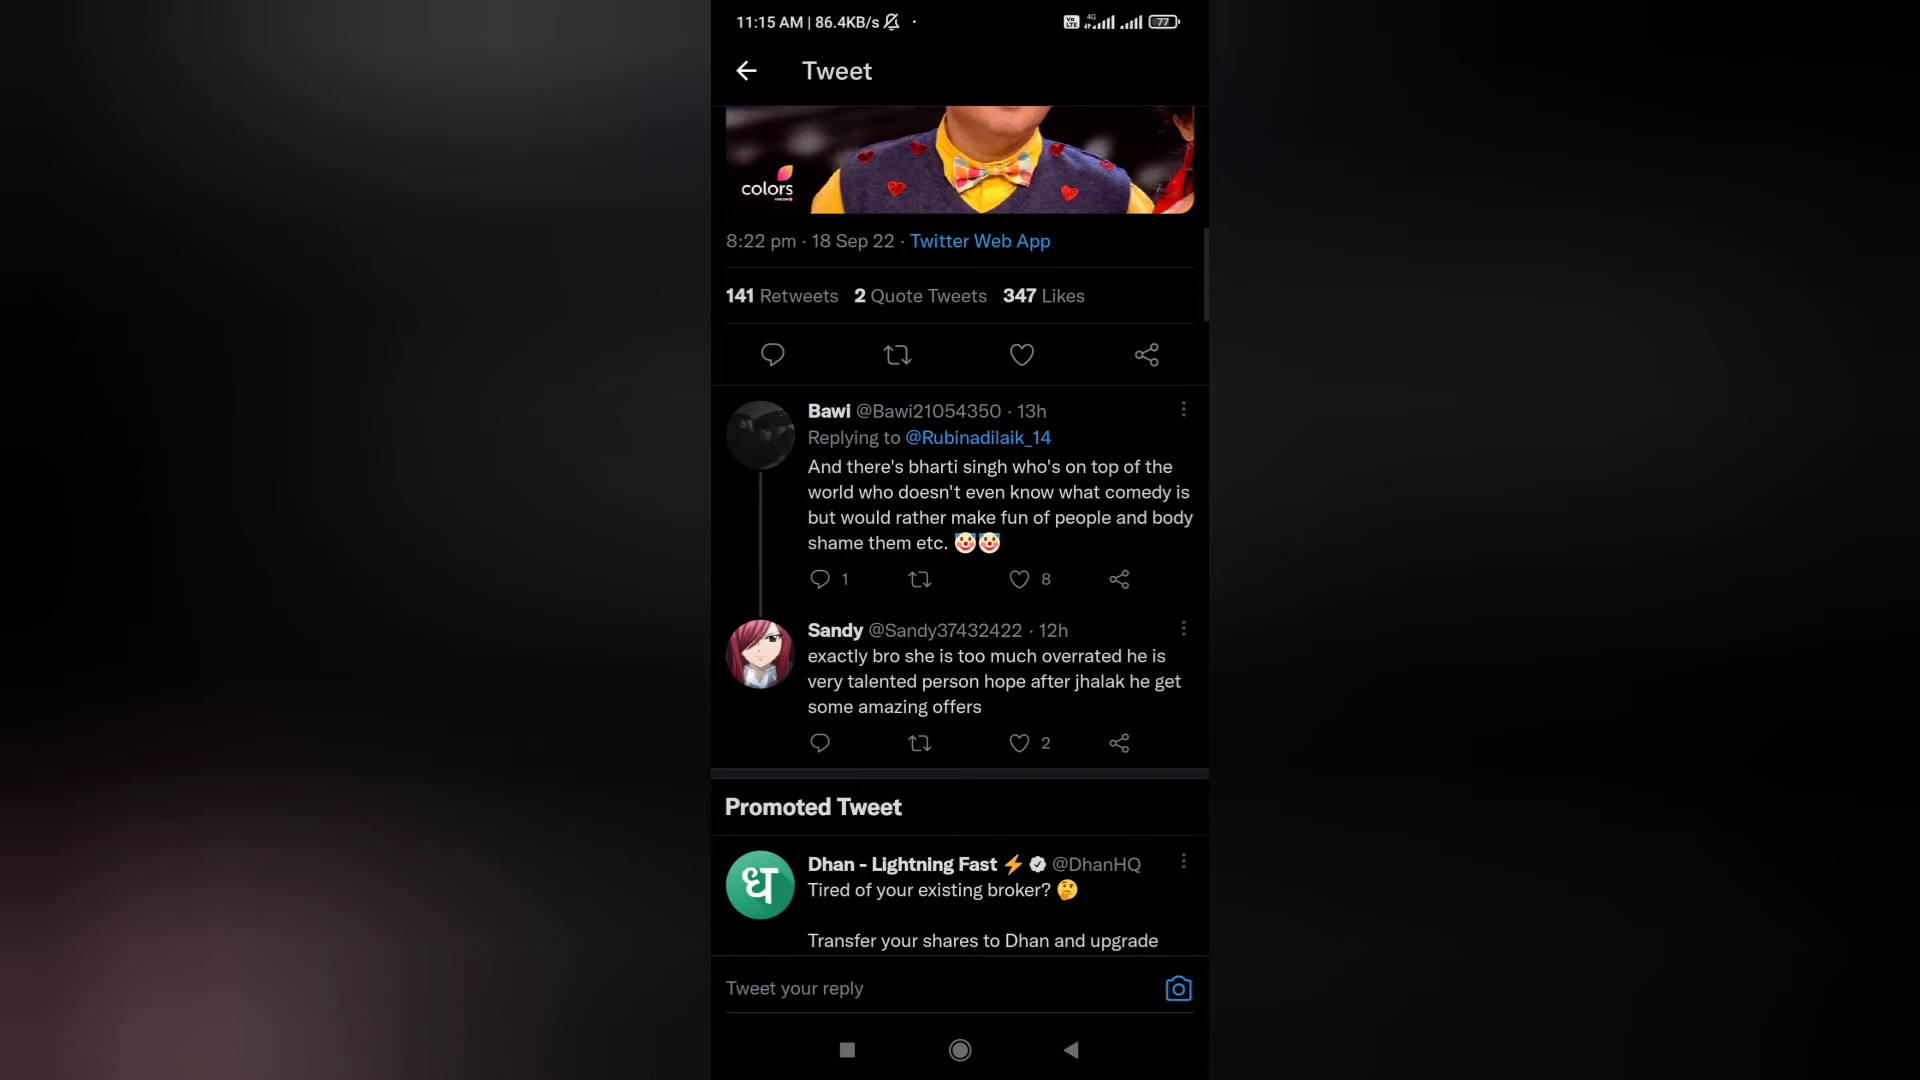 11:15 AM | 86.4KB/s
Vo LTE 4G 77
Tweet
colors
8:22 pm · 18 Sep 22 · Twitter Web App
141 Retweets 2 Quote Tweets 347 Likes
Bawi @Bawi21054350 · 13h
Replying to @Rubinadilaik_14
And there's bharti singh who's on top of the
world who doesn't even know what comedy is
but would rather make fun of people and body
shame them etc. 🤡🤡
1 8
Sandy @Sandy37432422 · 12h
exactly bro she is too much overrated he is
very talented person hope after jhalak he get
some amazing offers
2
Promoted Tweet
ध
Dhan - Lightning Fast ⚡ @DhanHQ
Tired of your existing broker? 🤔
Transfer your shares to Dhan and upgrade
Tweet your reply